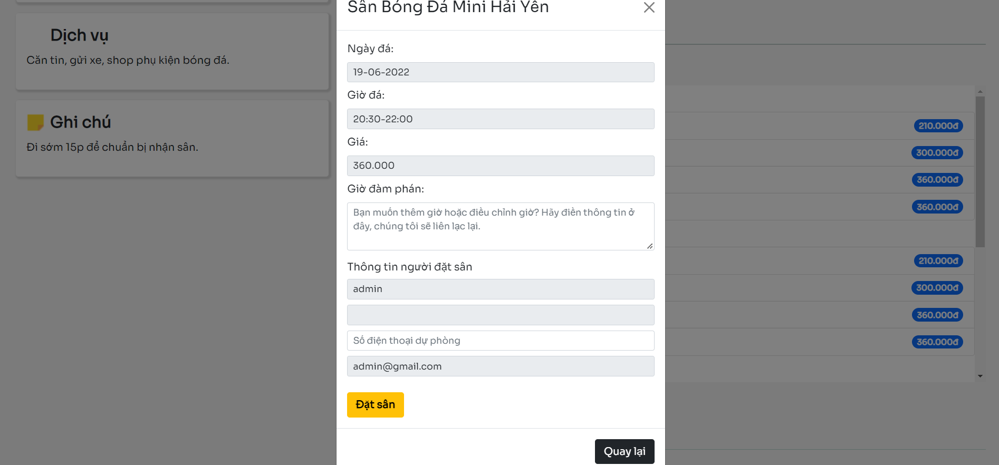 Sân Bóng Đá Mini Hải Yến
Dịch vụ
Căn tin, gửi xe, shop phụ kiện bóng đá.
Ghi chú
Đi sớm 15p để chuẩn bị nhận sân.
Ngày đá:
19-06-2022
Giờ đá:
20:30-22:00
Giá:
360.000
Giờ đàm phán:
Bạn muốn thêm giờ hoặc điều chỉnh giờ? Hãy điền thông tin ở
đây, chúng tôi sẽ liên lạc lại.
Thông tin người đặt sân
admin
Số điện thoại dự phòng
admin@gmail.com
Đặt sân
Quay lại
210.000đ
300.000đ
360.000đ
360.000đ
210.000đ
300.000đ
360.000đ
360.000đ